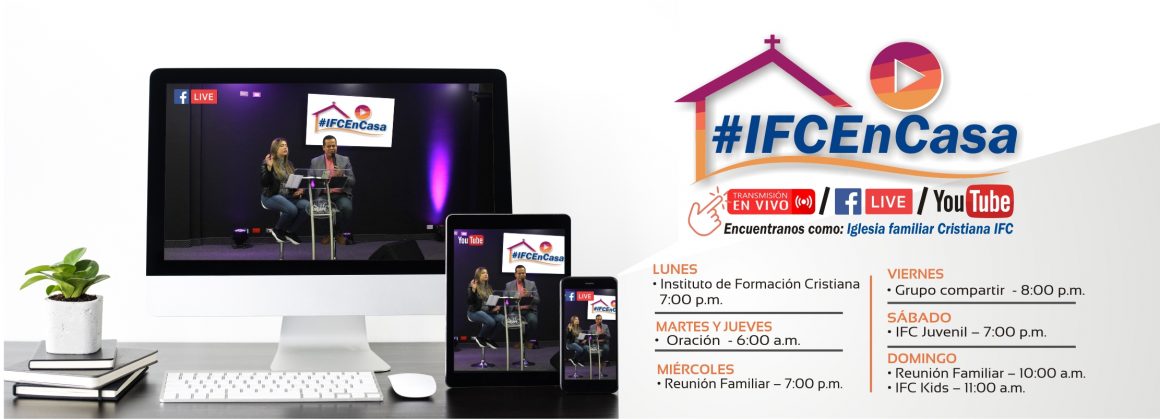 LIVE
#IFCEnCasa
YouTube
#IFCEnCasa
LIVE
#IFCEnCasa
#IFCEnCasa
TRANSMISIÓN
EN VIVO / LIVE / YouTube
Encuentranos como: Iglesia familiar Cristiana IFC
LUNES
• Instituto de Formación Cristiana
7:00 p.m.
MARTES Y JUEVES
• Oración - 6:00 a.m.
MIÉRCOLES
• Reunión Familiar – 7:00 p.m.
VIERNES
• Grupo compartir - 8:00 p.m.
SÁBADO
• IFC Juvenil – 7:00 p.m.
DOMINGO
• Reunión Familiar – 10:00 a.m.
• IFC Kids – 11:00 a.m.